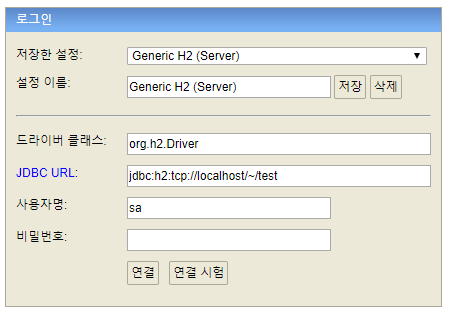 로그인
저장한 설정: Generic H2 (Server)
설정 이름: Generic H2 (Server) 저장 삭제
드라이버 클래스: org.h2.Driver
JDBC URL: jdbc:h2:tcp://localhost/~/test
사용자명: sa
비밀번호:
연결 연결 시험